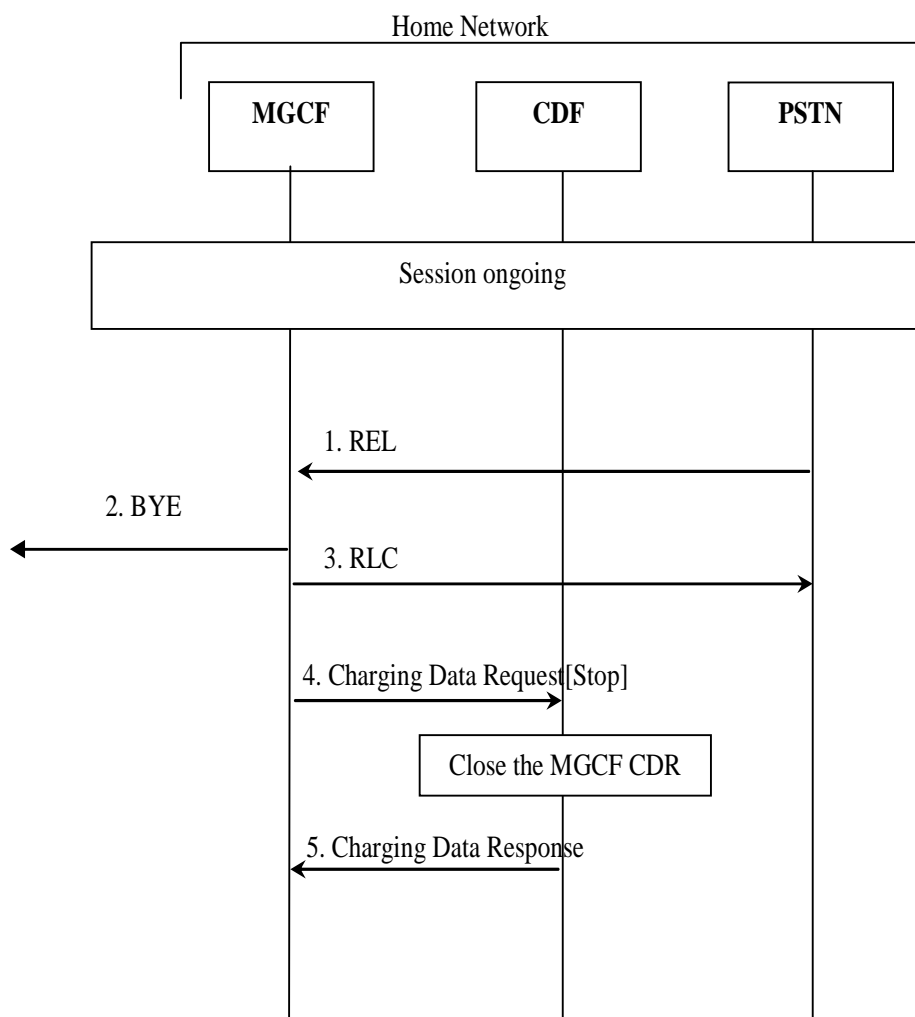 Home Network
MGCF
CDF
PSTN
Session ongoing
1. REL
2. BYE
3. RLC
4. Charging Data Request[Stop]
Close the MGCF CDR
5. Charging Data Response